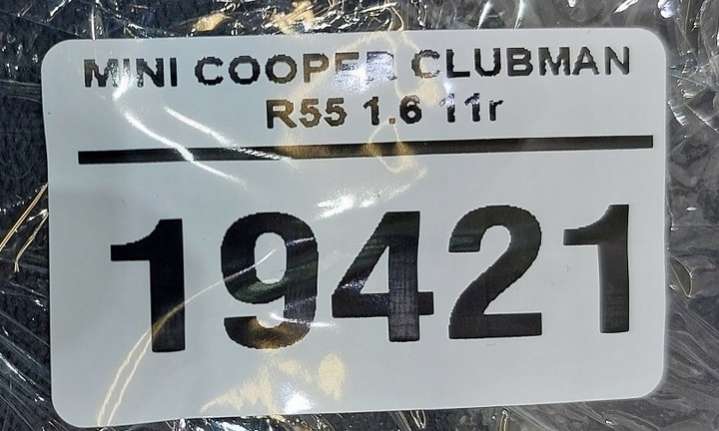 MINI COOPER CLUBMAN
R55 1.6 11r
19421